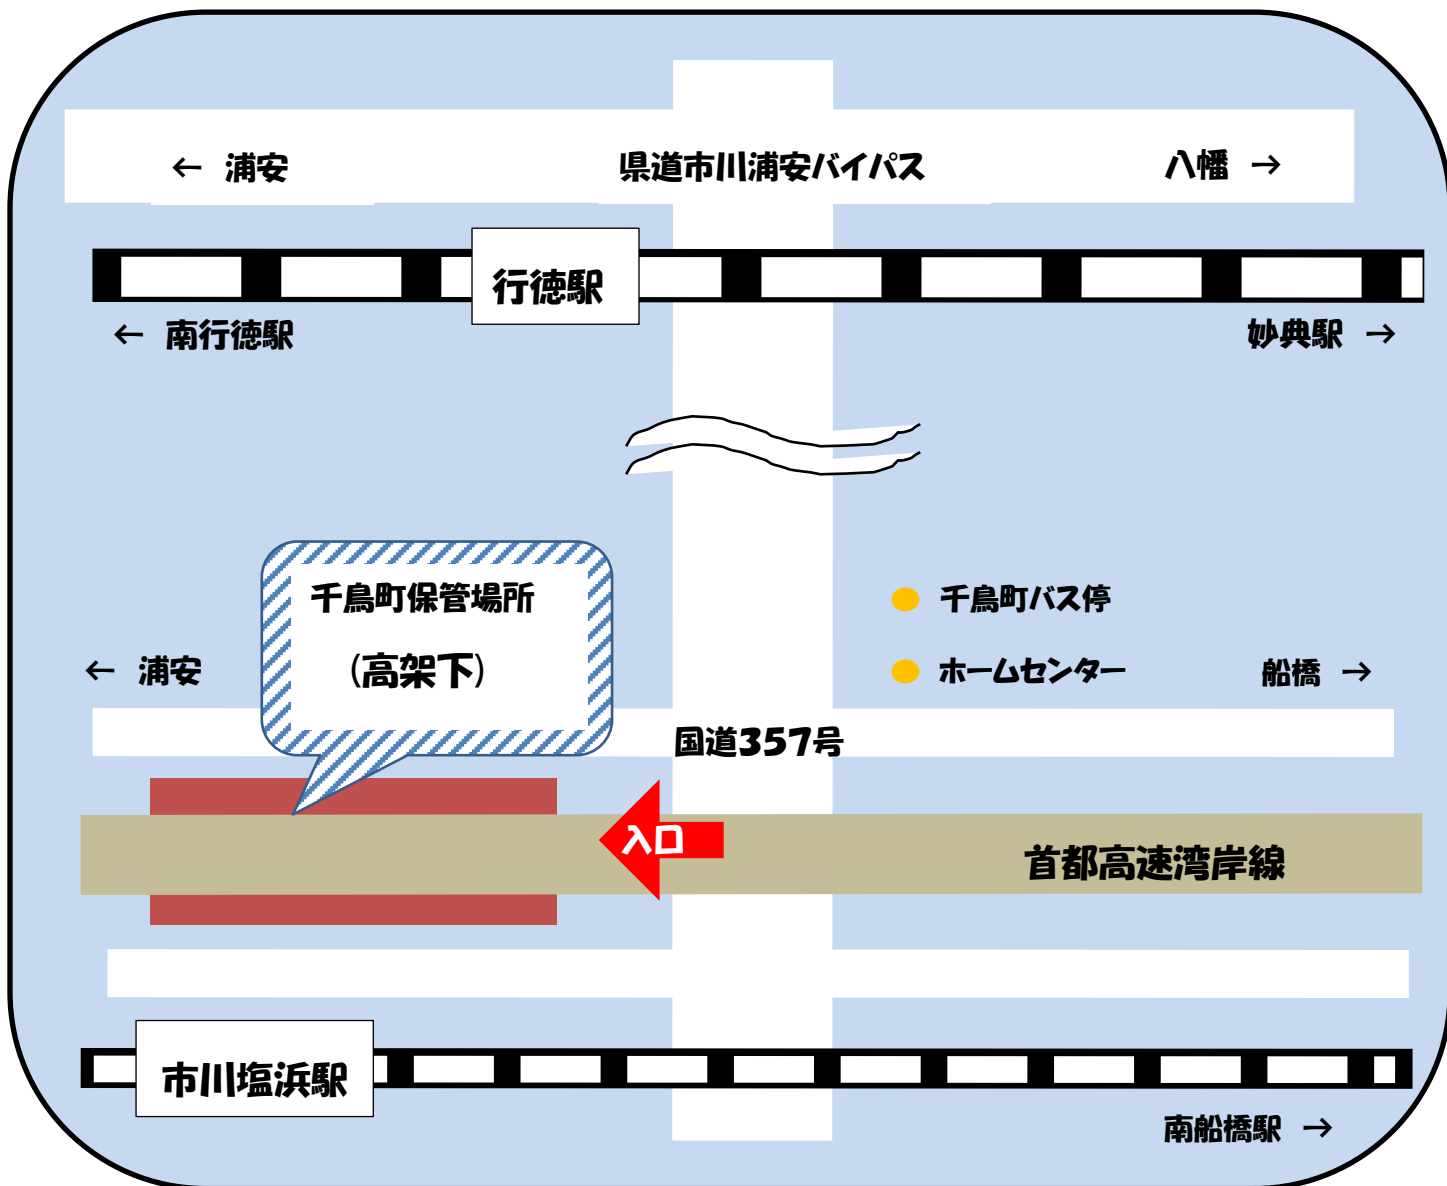 ← 浦安
県道市川浦安バイパス
八幡 →
行徳駅
← 南行徳駅
妙典駅 →
千鳥町保管場所
(高架下)
千鳥町バス停
← 浦安
ホームセンター
船橋 →
国道357号
入口
首都高速湾岸線
市川塩浜駅
南船橋駅 →